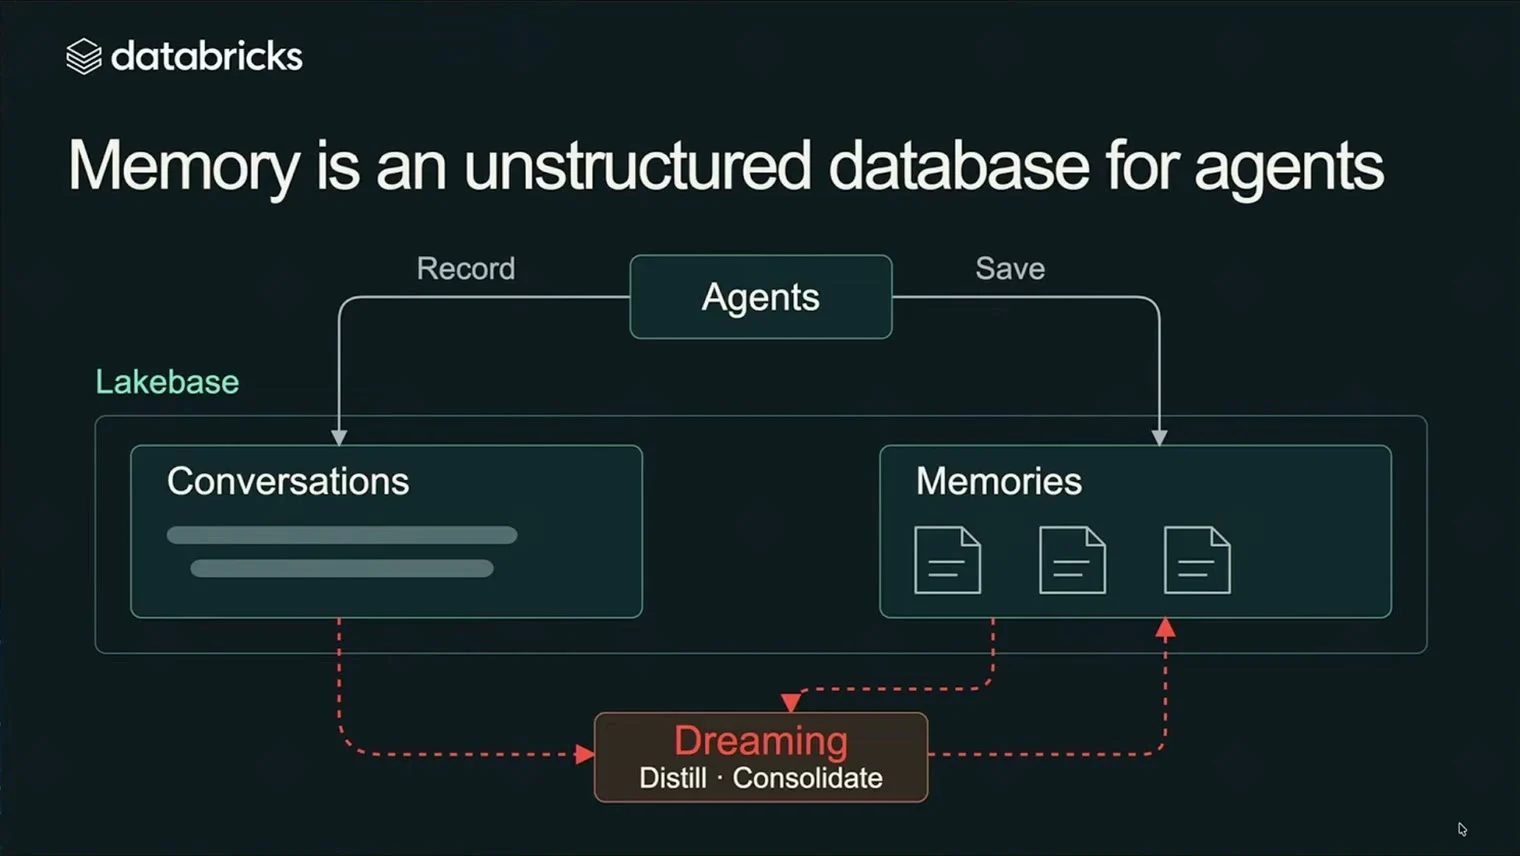 databricks
Memory is an unstructured database for agents
Record
Agents
Save
Lakebase
Conversations
Memories
Dreaming
Distill · Consolidate